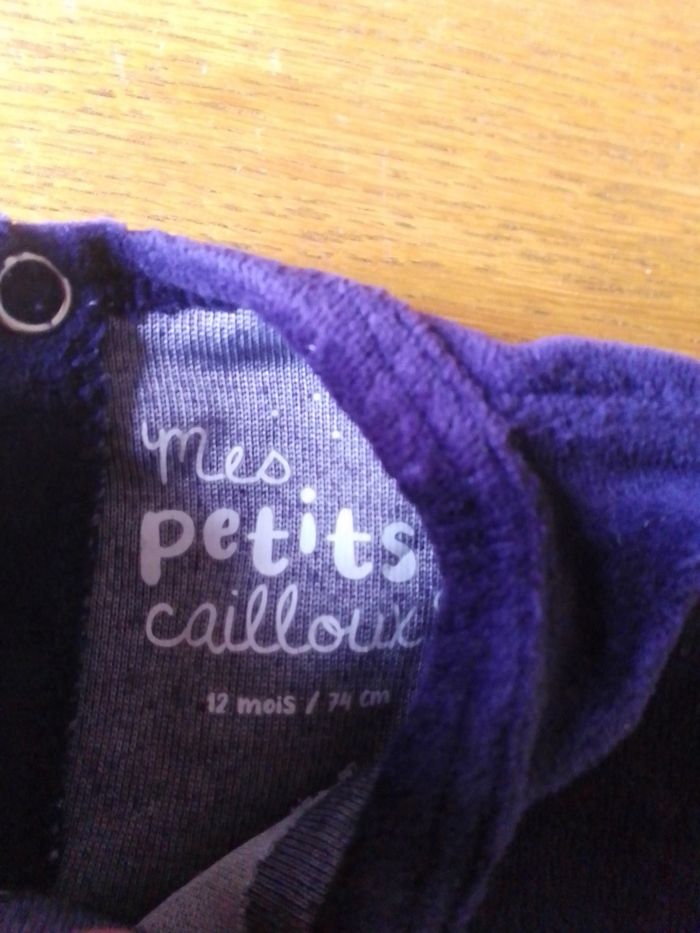 mes
petits
cailloux
12 mois / 74 cm